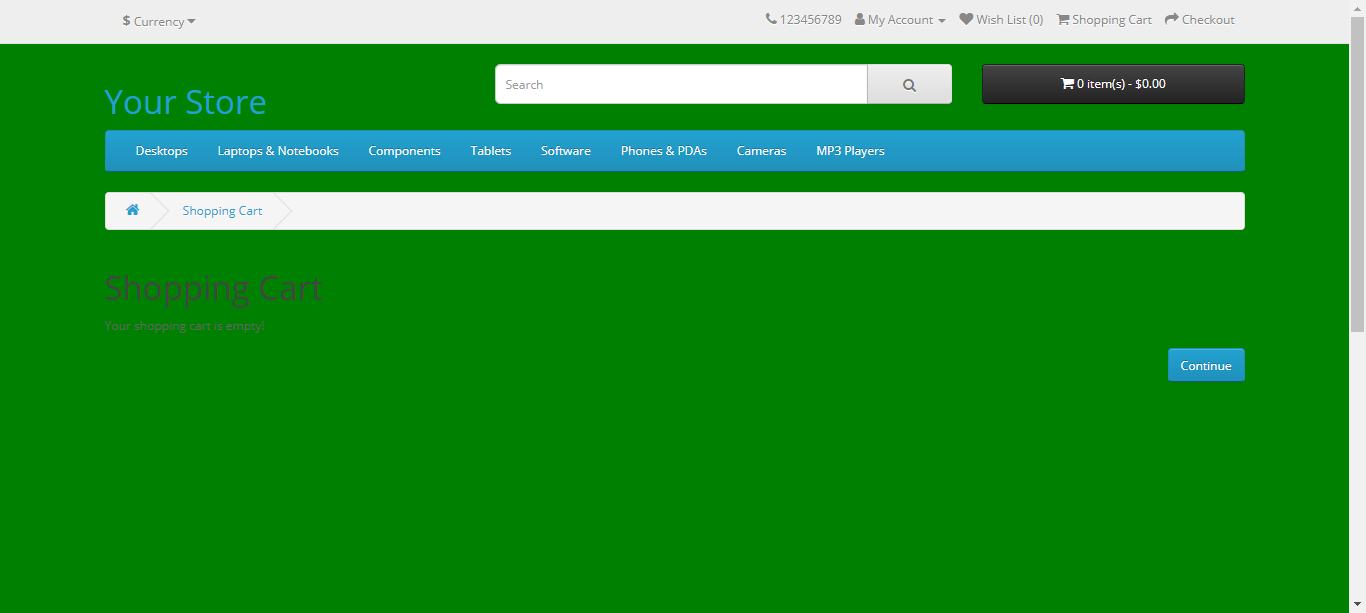 $ Currency
123456789 My Account Wish List (0) Shopping Cart Checkout
Your Store
Search
0 item(s) - $0.00
Desktops Laptops & Notebooks Components Tablets Software Phones & PDAs Cameras MP3 Players
Shopping Cart
Shopping Cart
Your shopping cart is empty!
Continue